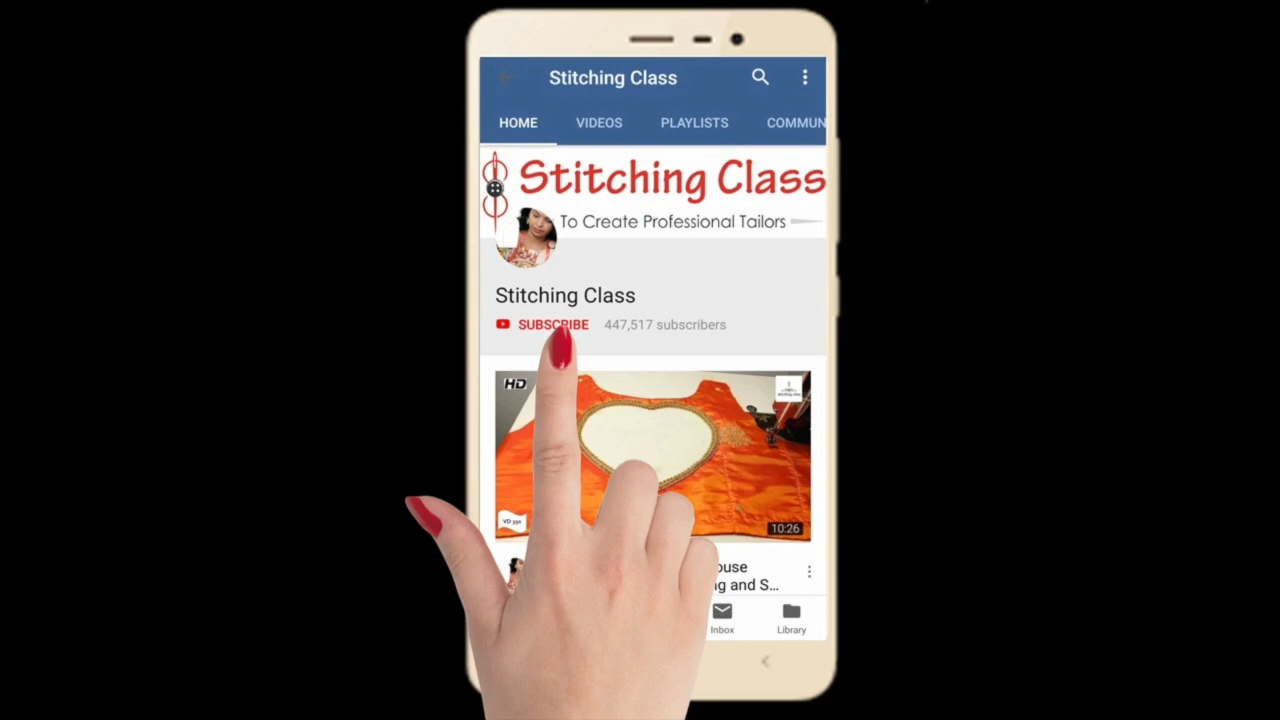 Stitching Class
HOME VIDEOS PLAYLISTS COMMUN
Stitching Class
To Create Professional Tailors
Stitching Class
SUBSCRIBE 447,517 subscribers
HD
10:26
ouse
g and S...
Inbox Library